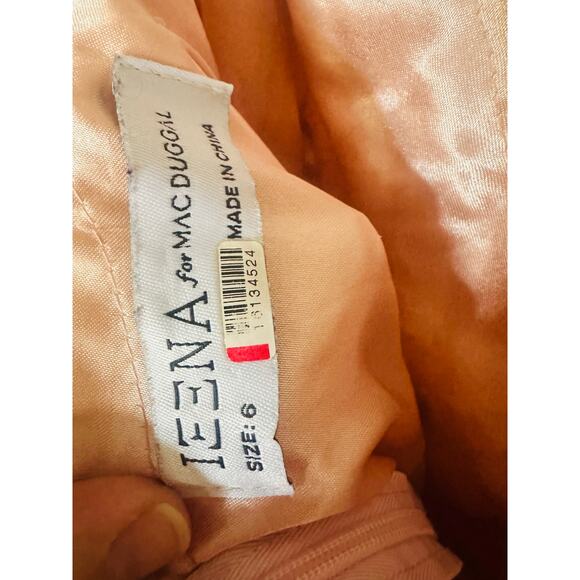 IEENA for MAC DUGGAL
MADE IN CHINA
SIZE: 6
16134524